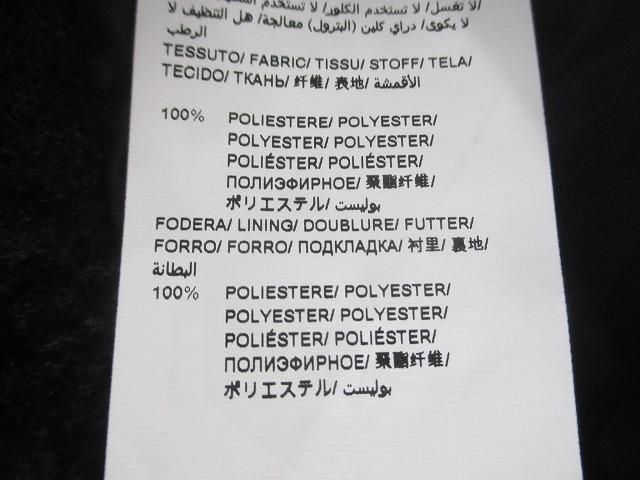 لا تغسل/ لا تستخدم الكلور/ لا تستخدم
لا يكوى/ دراي كلين (البترول) معالجة/ هل التنظيف لا
الرطب
TESSUTO/ FABRIC/ TISSU/ STOFF/ TELA/
TECIDO/ ТКАНЬ/ 纤维/ 表地/ الأقمشة
100% POLIESTERE/ POLYESTER/
POLYESTER/ POLYESTER/
POLIÉSTER/ POLIÉSTER/
ПОЛИЭФИРНОЕ/ 聚酯纤维/
ポリエステル/ بوليست
FODERA/ LINING/ DOUBLURE/ FUTTER/
FORRO/ FORRO/ ПОДКЛАДКА/ 衬里/ 裏地/
البطانة
100% POLIESTERE/ POLYESTER/
POLYESTER/ POLYESTER/
POLIÉSTER/ POLIÉSTER/
ПОЛИЭФИРНОЕ/ 聚酯纤维/
ポリエステル/ بوليست